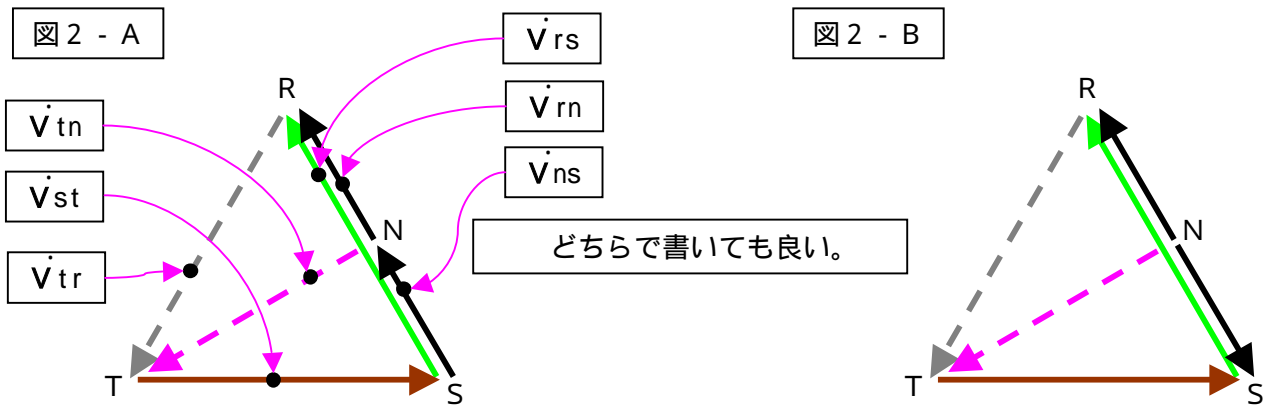 図2-A
V̇rs
R
V̇tn
V̇rn
V̇st
V̇ns
N
どちらで書いても良い。
V̇tr
T
S
図2-B
R
N
T
S